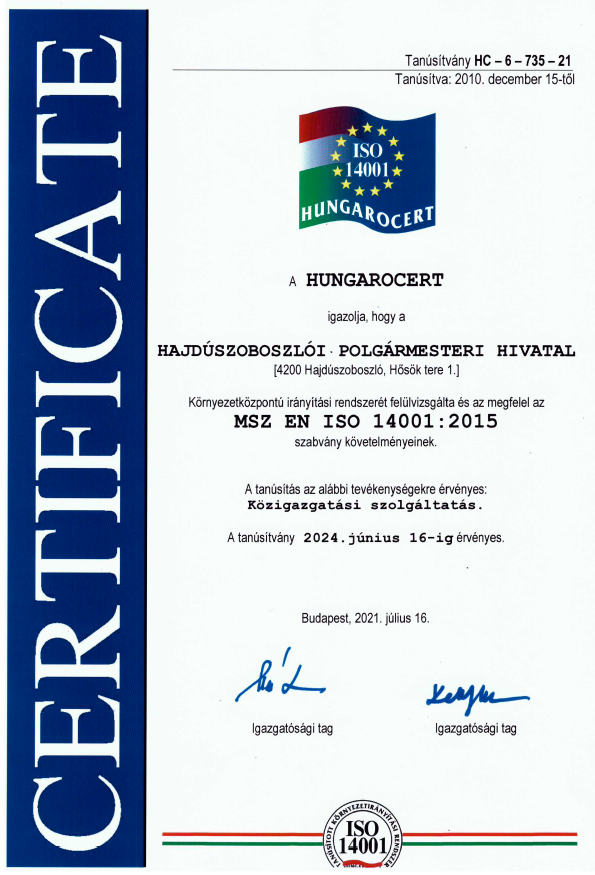 CERTIFICATE
Tanúsítvány HC – 6 – 735 – 21
Tanúsítva: 2010. december 15-től
ISO
14001
HUNGAROCERT
A HUNGAROCERT
igazolja, hogy a
HAJDÚSZOBOSZLÓI POLGÁRMESTERI HIVATAL
[4200 Hajdúszoboszló, Hősök tere 1.]
Környezetközpontú irányítási rendszerét felülvizsgálta és az megfelel az
MSZ EN ISO 14001:2015
szabvány követelményeinek.
A tanúsítás az alábbi tevékenységekre érvényes:
Közigazgatási szolgáltatás.
A tanúsítvány 2024.június 16-ig érvényes.
Budapest, 2021. július 16.
Igazgatósági tag
Igazgatósági tag
TANÚSÍTOTT KÖRNYEZETIRÁNYÍTÁSI RENDSZER
ISO
14001